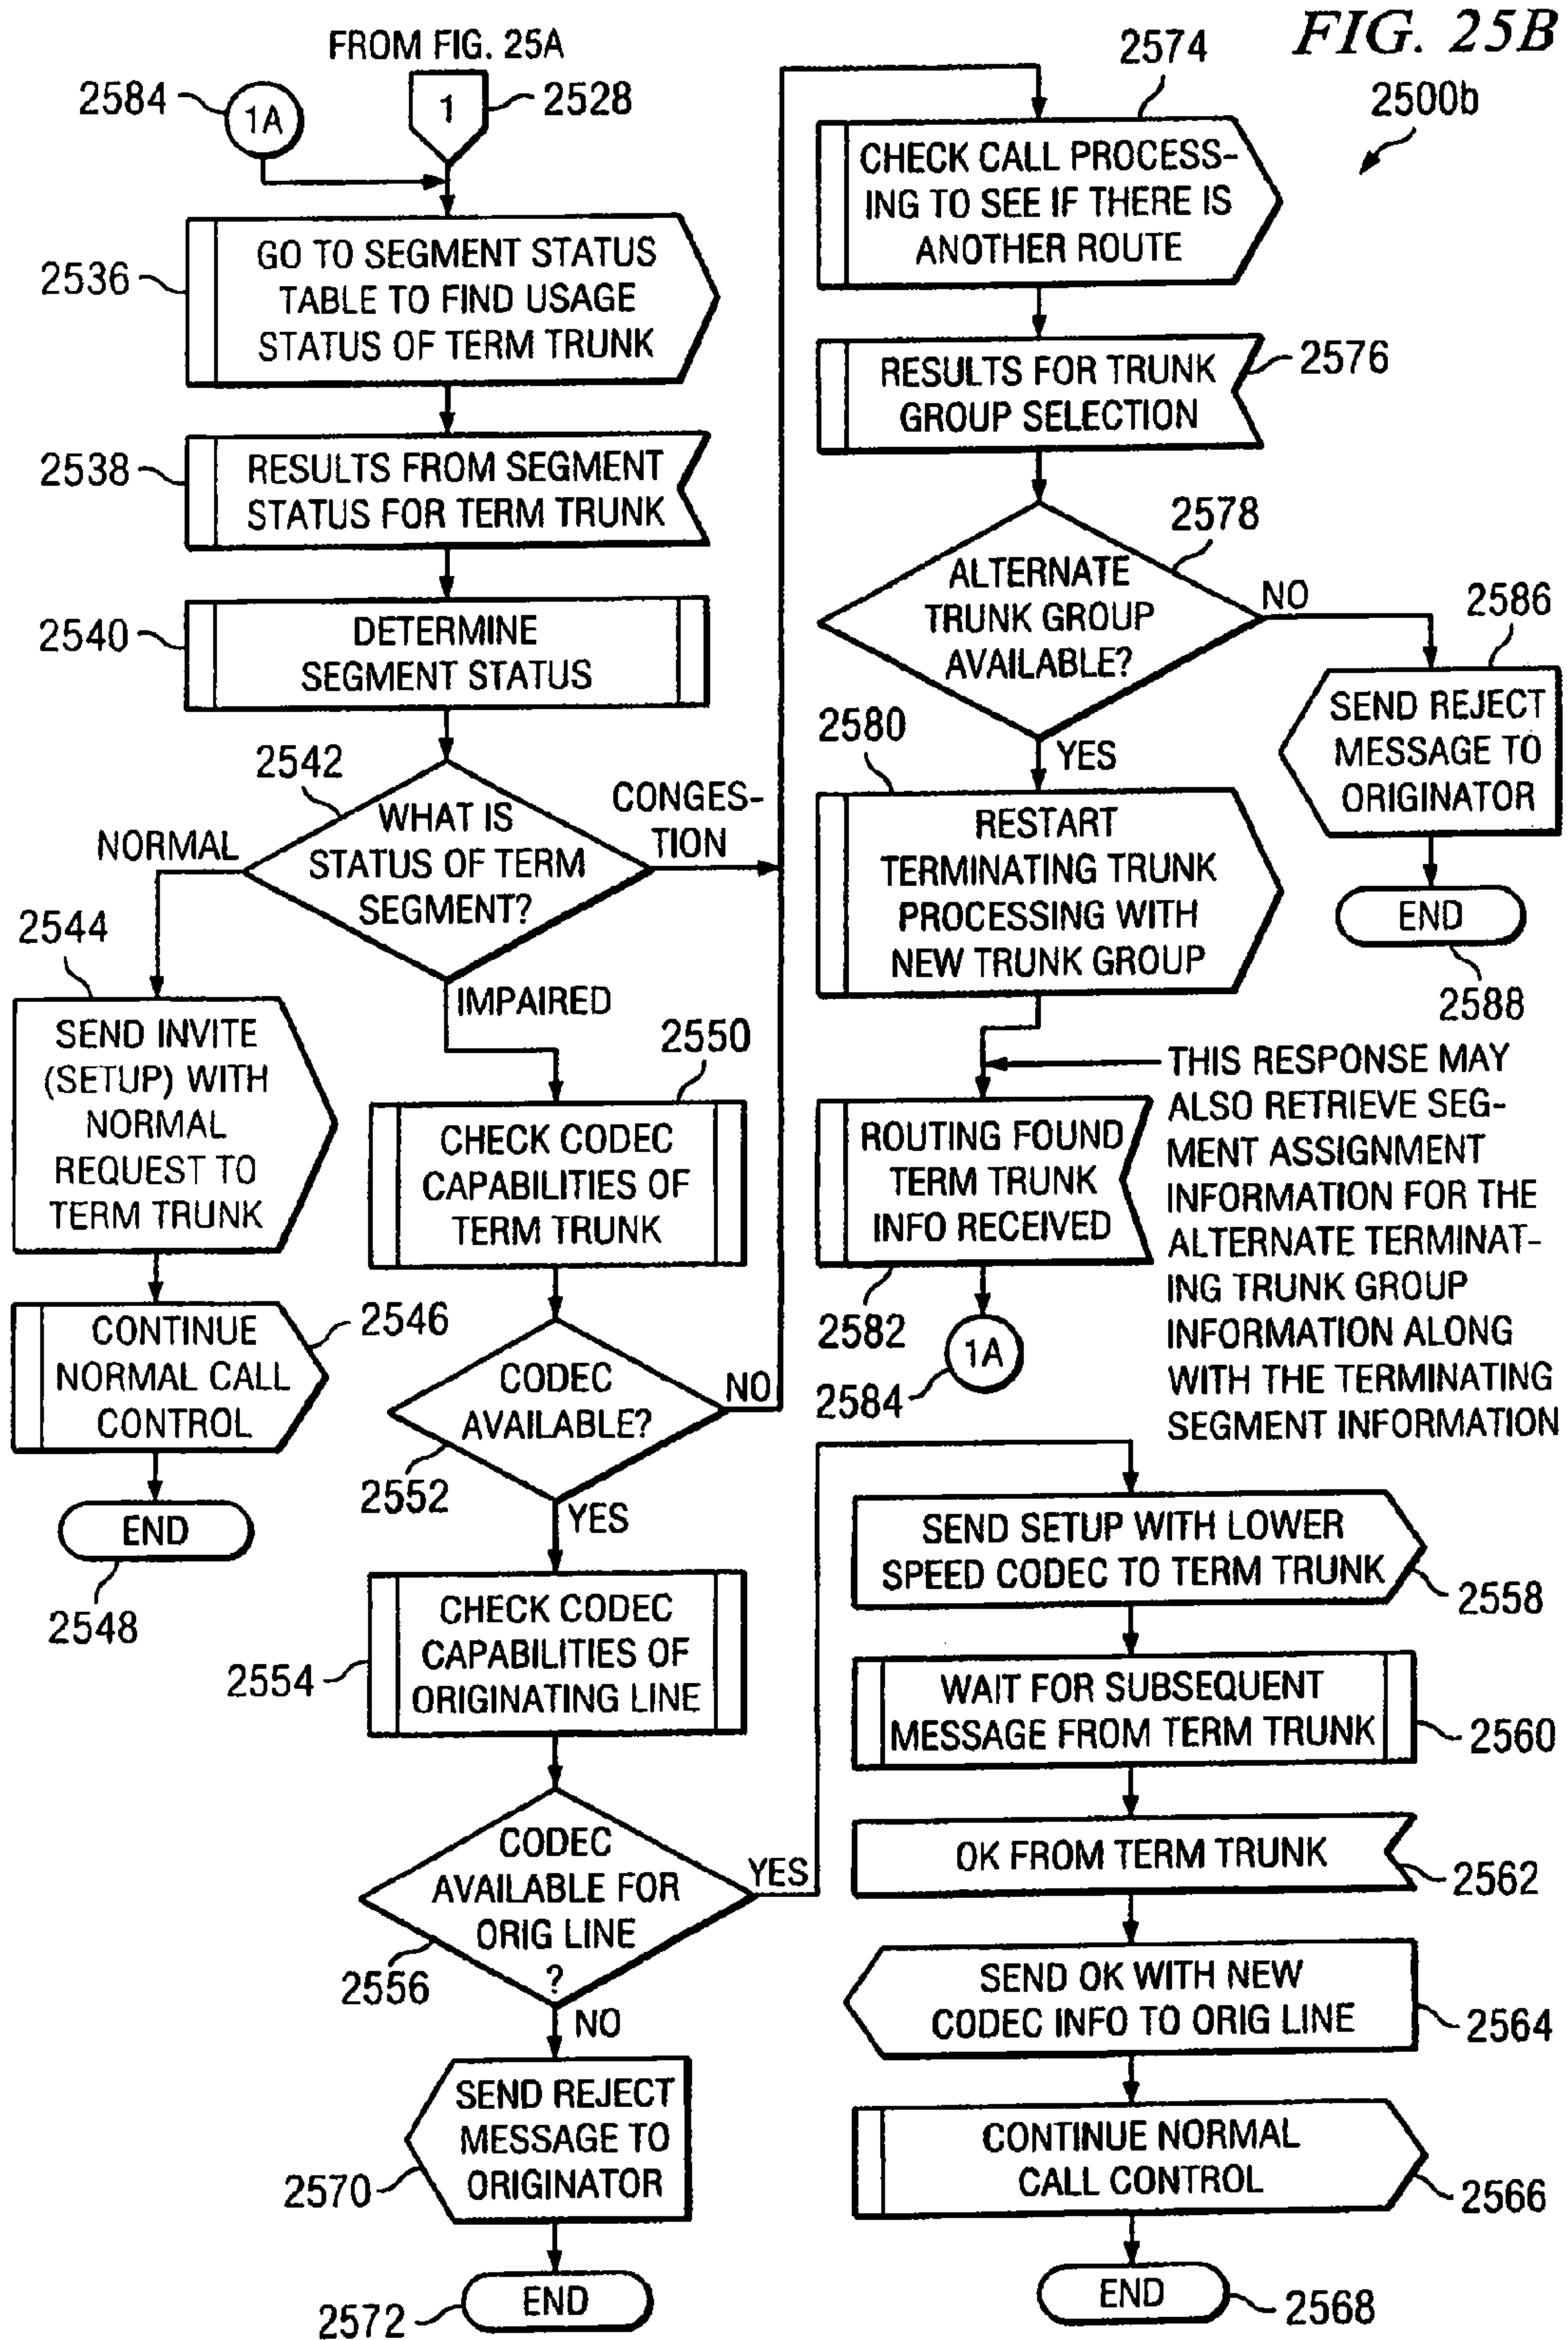 FIG. 25B
2500b
FROM FIG. 25A
2584
1A
1
2528
2536
GO TO SEGMENT STATUS
TABLE TO FIND USAGE
STATUS OF TERM TRUNK
2538
RESULTS FROM SEGMENT
STATUS FOR TERM TRUNK
2540
DETERMINE
SEGMENT STATUS
2542
WHAT IS
STATUS OF TERM
SEGMENT?
NORMAL
CONGES-
TION
IMPAIRED
2544
SEND INVITE
(SETUP) WITH
NORMAL
REQUEST TO
TERM TRUNK
CONTINUE
NORMAL CALL
CONTROL
2546
END
2548
2550
CHECK CODEC
CAPABILITIES OF
TERM TRUNK
CODEC
AVAILABLE?
NO
2552
YES
CHECK CODEC
CAPABILITIES OF
ORIGINATING LINE
2554
CODEC
AVAILABLE FOR
ORIG LINE
?
YES
2556
NO
SEND REJECT
MESSAGE TO
ORIGINATOR
2570
END
2572
2574
CHECK CALL PROCESS-
ING TO SEE IF THERE IS
ANOTHER ROUTE
RESULTS FOR TRUNK
GROUP SELECTION
2576
2578
ALTERNATE
TRUNK GROUP
AVAILABLE?
NO
2586
SEND REJECT
MESSAGE TO
ORIGINATOR
END
2588
YES
2580
RESTART
TERMINATING TRUNK
PROCESSING WITH
NEW TRUNK GROUP
ROUTING FOUND
TERM TRUNK
INFO RECEIVED
2582
1A
2584
THIS RESPONSE MAY
ALSO RETRIEVE SEG-
MENT ASSIGNMENT
INFORMATION FOR THE
ALTERNATE TERMINAT-
ING TRUNK GROUP
INFORMATION ALONG
WITH THE TERMINATING
SEGMENT INFORMATION
SEND SETUP WITH LOWER
SPEED CODEC TO TERM TRUNK
2558
WAIT FOR SUBSEQUENT
MESSAGE FROM TERM TRUNK
2560
OK FROM TERM TRUNK
2562
SEND OK WITH NEW
CODEC INFO TO ORIG LINE
2564
CONTINUE NORMAL
CALL CONTROL
2566
END
2568